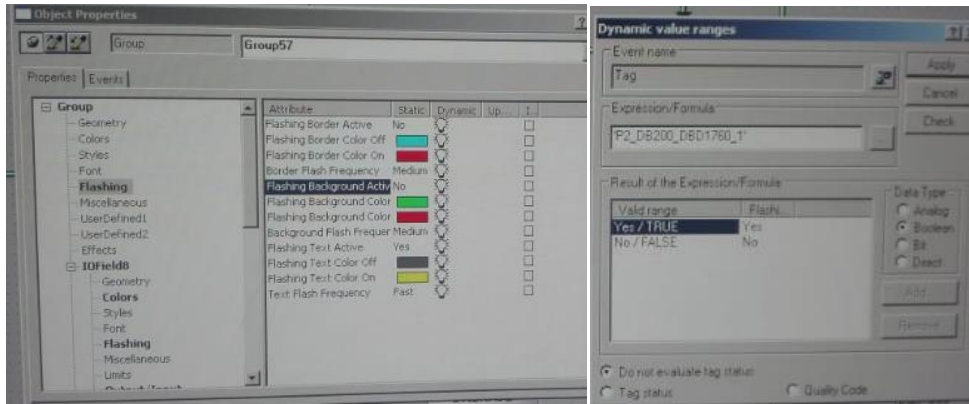 Object Properties
Group
Group57
Properties
Events
Group
Geometry
Colors
Styles
Font
Flashing
Miscellaneous
UserDefined1
UserDefined2
Effects
IOField8
Geometry
Colors
Styles
Font
Flashing
Miscellaneous
Limits
Attribute Static Dynamic Up... I...
Flashing Border Active No
Flashing Border Color Off
Flashing Border Color On
Border Flash Frequency Medium
Flashing Background Activ No
Flashing Background Color
Flashing Background Color
Background Flash Frequer Medium
Flashing Text Active Yes
Flashing Text Color Off
Flashing Text Color On
Text Flash Frequency Fast
Dynamic value ranges
Event name
Tag
Apply
Cancel
Check
Expression/Formula
'P2_DB200_DBD1760_1'
...
Result of the Expression/Formula
Valid range Flashi...
Yes / TRUE Yes
No / FALSE No
Data Type
Analog
Boolean
Bit
Direct
Add...
Remove
Do not evaluate tag status
Tag status
Quality Code